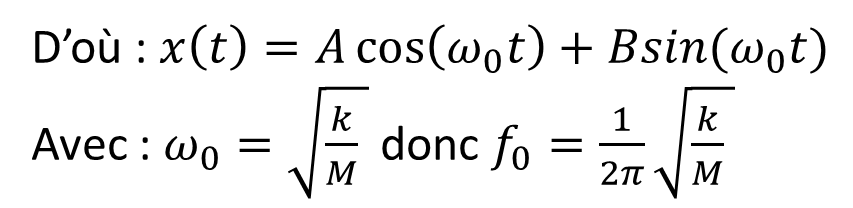 D’où : x(t) = A cos(ω₀t) + Bsin(ω₀t)
Avec : ω₀ = √(k/M) donc f₀ = 1/(2π) √(k/M)